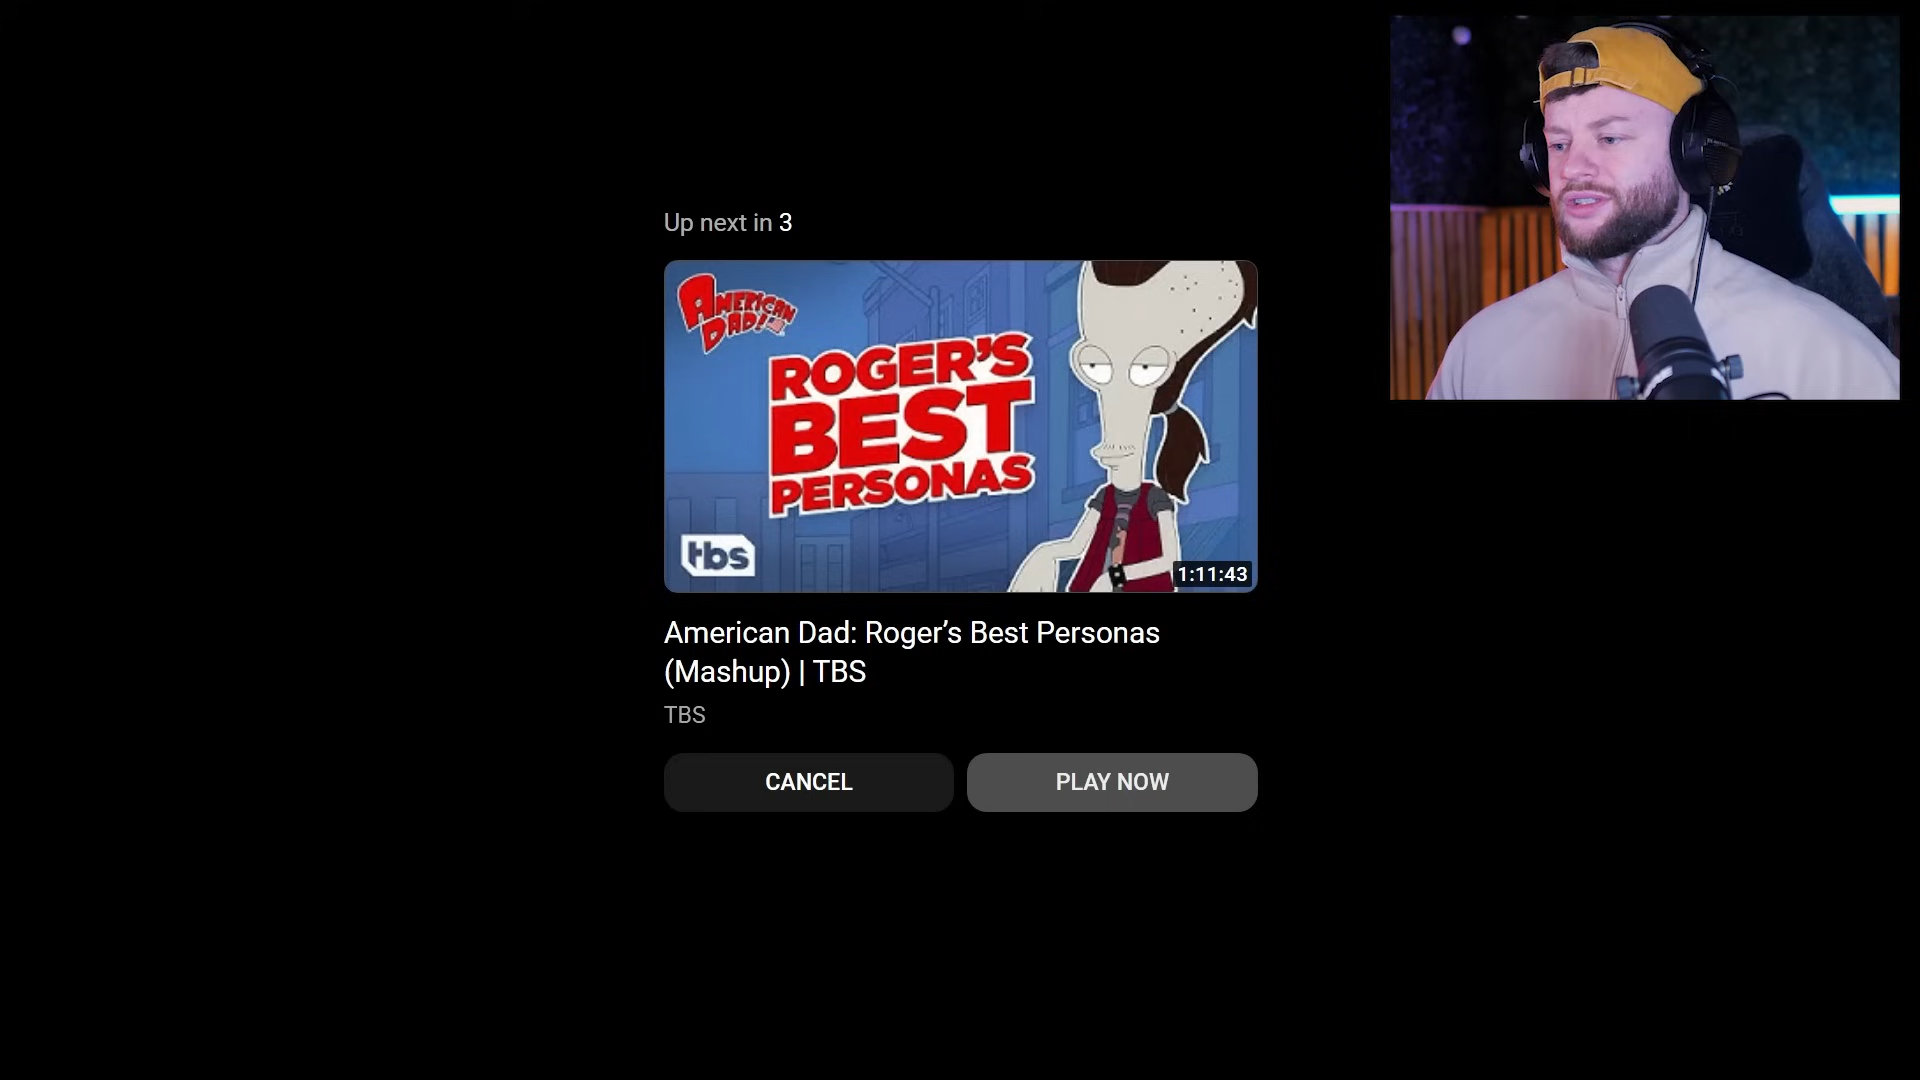 Up next in 3
AMERICAN
DAD!
ROGER'S
BEST
PERSONAS
tbs
1:11:43
American Dad: Roger’s Best Personas
(Mashup) | TBS
TBS
CANCEL
PLAY NOW